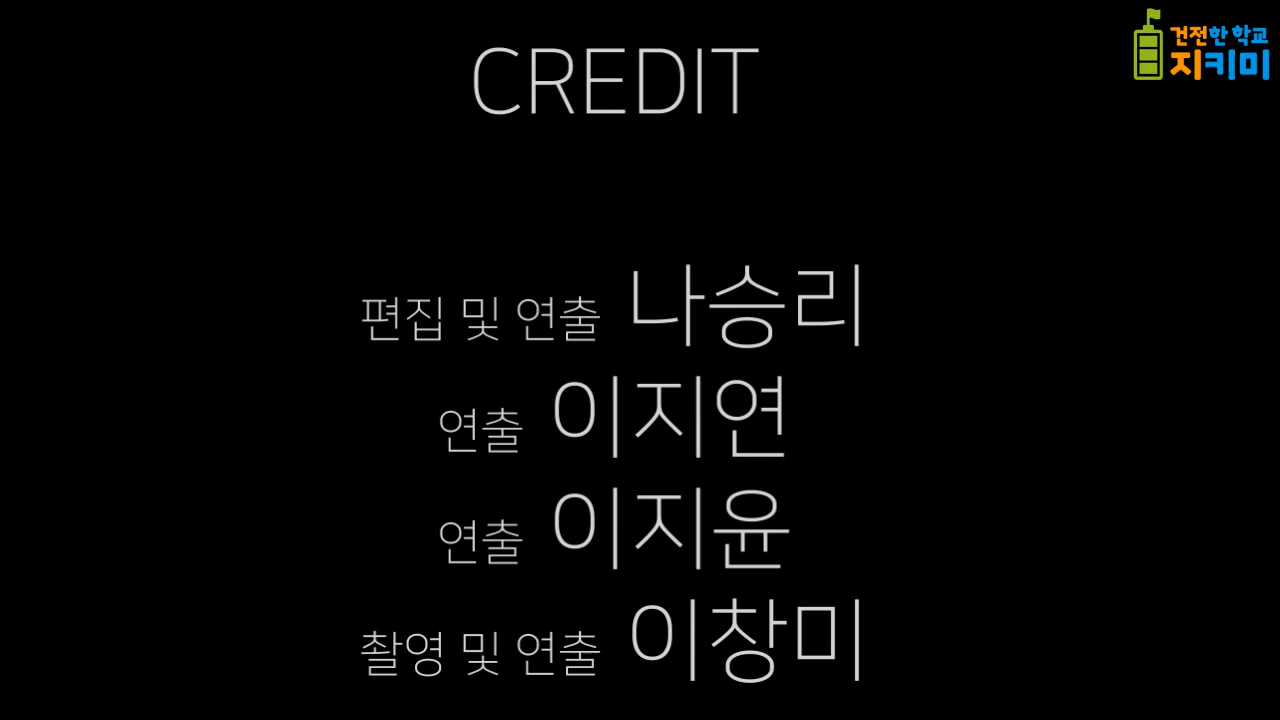 건전한 학교
지키미
CREDIT
편집 및 연출 나승리
연출 이지연
연출 이지윤
촬영 및 연출 이창미